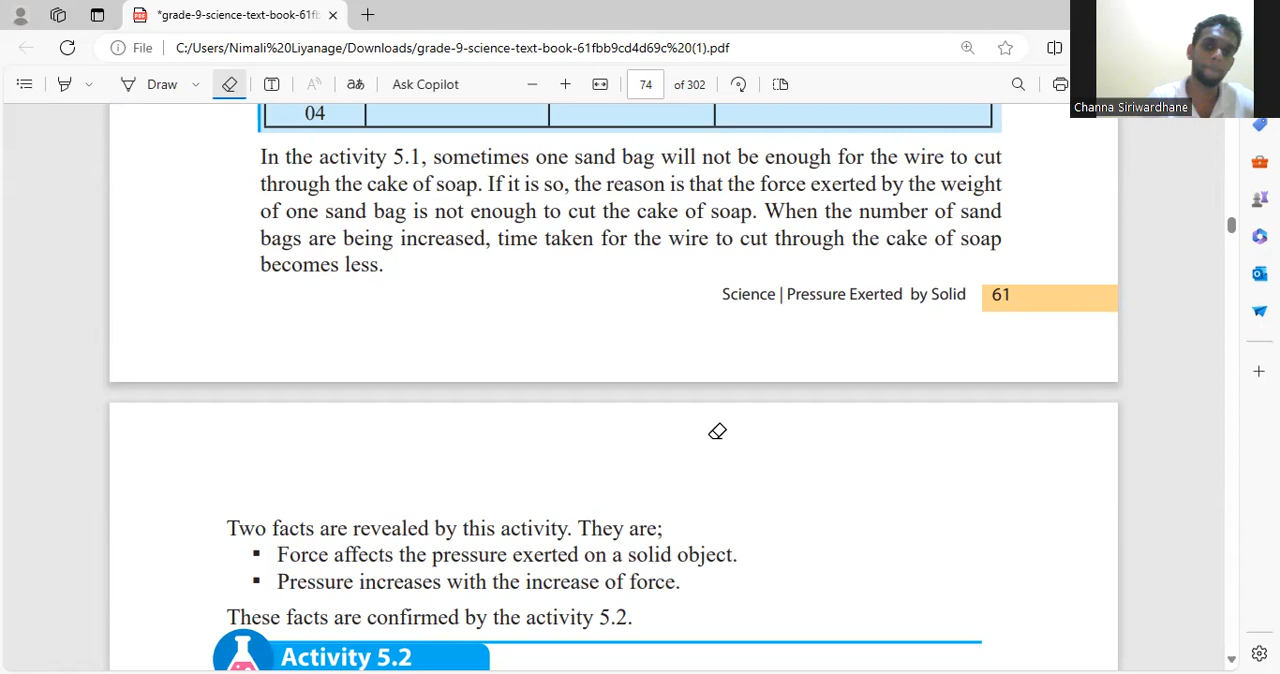 *grade-9-science-text-book-61fb
File
C:/Users/Nimali%20Liyanage/Downloads/grade-9-science-text-book-61fbb9cd4d69c%20(1).pdf
Draw
aあ
Ask Copilot
74
of 302
Channa Siriwardhane
04
In the activity 5.1, sometimes one sand bag will not be enough for the wire to cut
through the cake of soap. If it is so, the reason is that the force exerted by the weight
of one sand bag is not enough to cut the cake of soap. When the number of sand
bags are being increased, time taken for the wire to cut through the cake of soap
becomes less.
Science | Pressure Exerted by Solid 61
Two facts are revealed by this activity. They are;
▪ Force affects the pressure exerted on a solid object.
▪ Pressure increases with the increase of force.
These facts are confirmed by the activity 5.2.
Activity 5.2